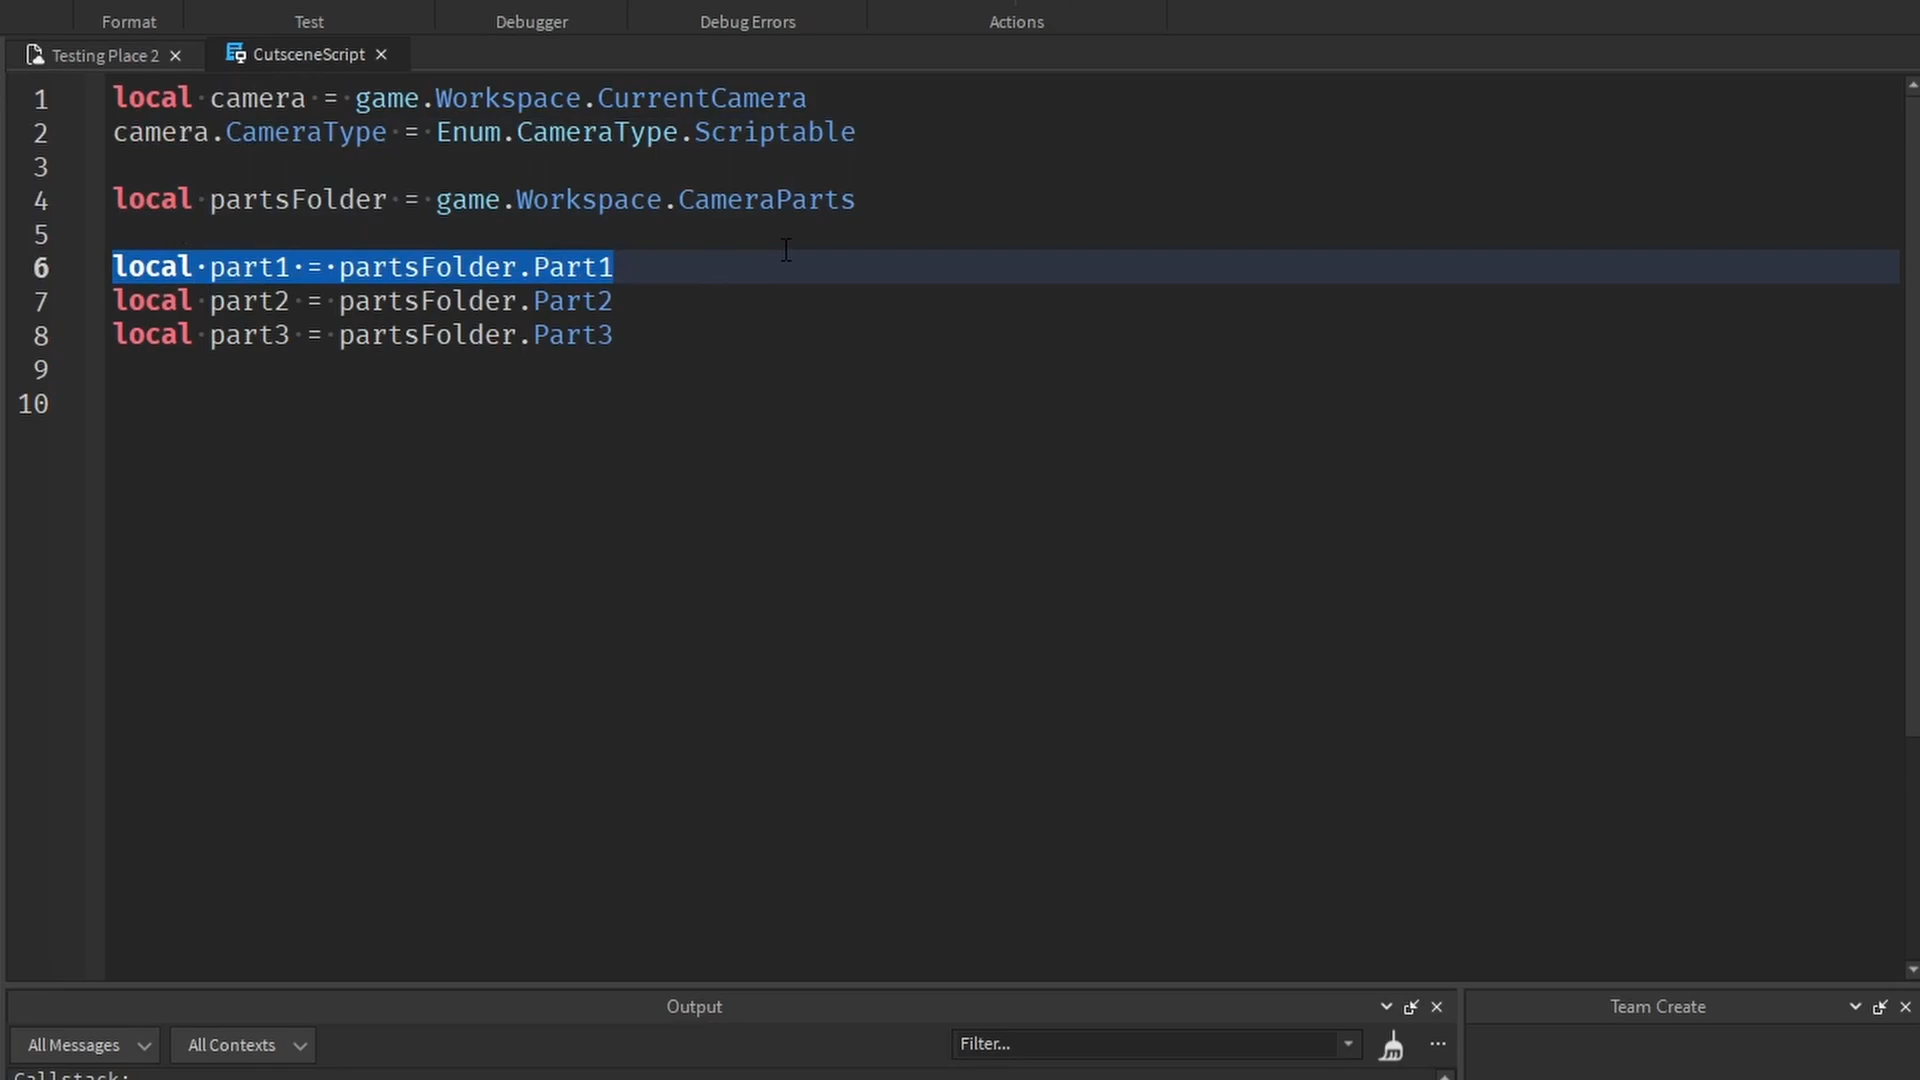 Format Test Debugger Debug Errors Actions
Testing Place 2 CutsceneScript
1 local camera = game.Workspace.CurrentCamera
2 camera.CameraType = Enum.CameraType.Scriptable
3
4 local partsFolder = game.Workspace.CameraParts
5
6 local part1 = partsFolder.Part1
7 local part2 = partsFolder.Part2
8 local part3 = partsFolder.Part3
9
10
Output Team Create
All Messages All Contexts Filter... ...
Callstack: